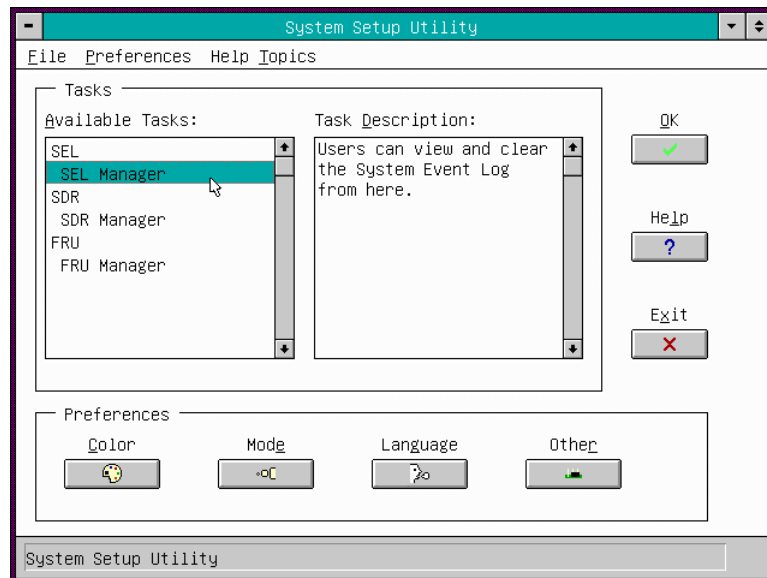 System Setup Utility
File Preferences Help Topics
Tasks
Available Tasks:
SEL
SEL Manager
SDR
SDR Manager
FRU
FRU Manager
Task Description:
Users can view and clear
the System Event Log
from here.
OK
Help
?
Exit
Preferences
Color Mode Language Other
System Setup Utility